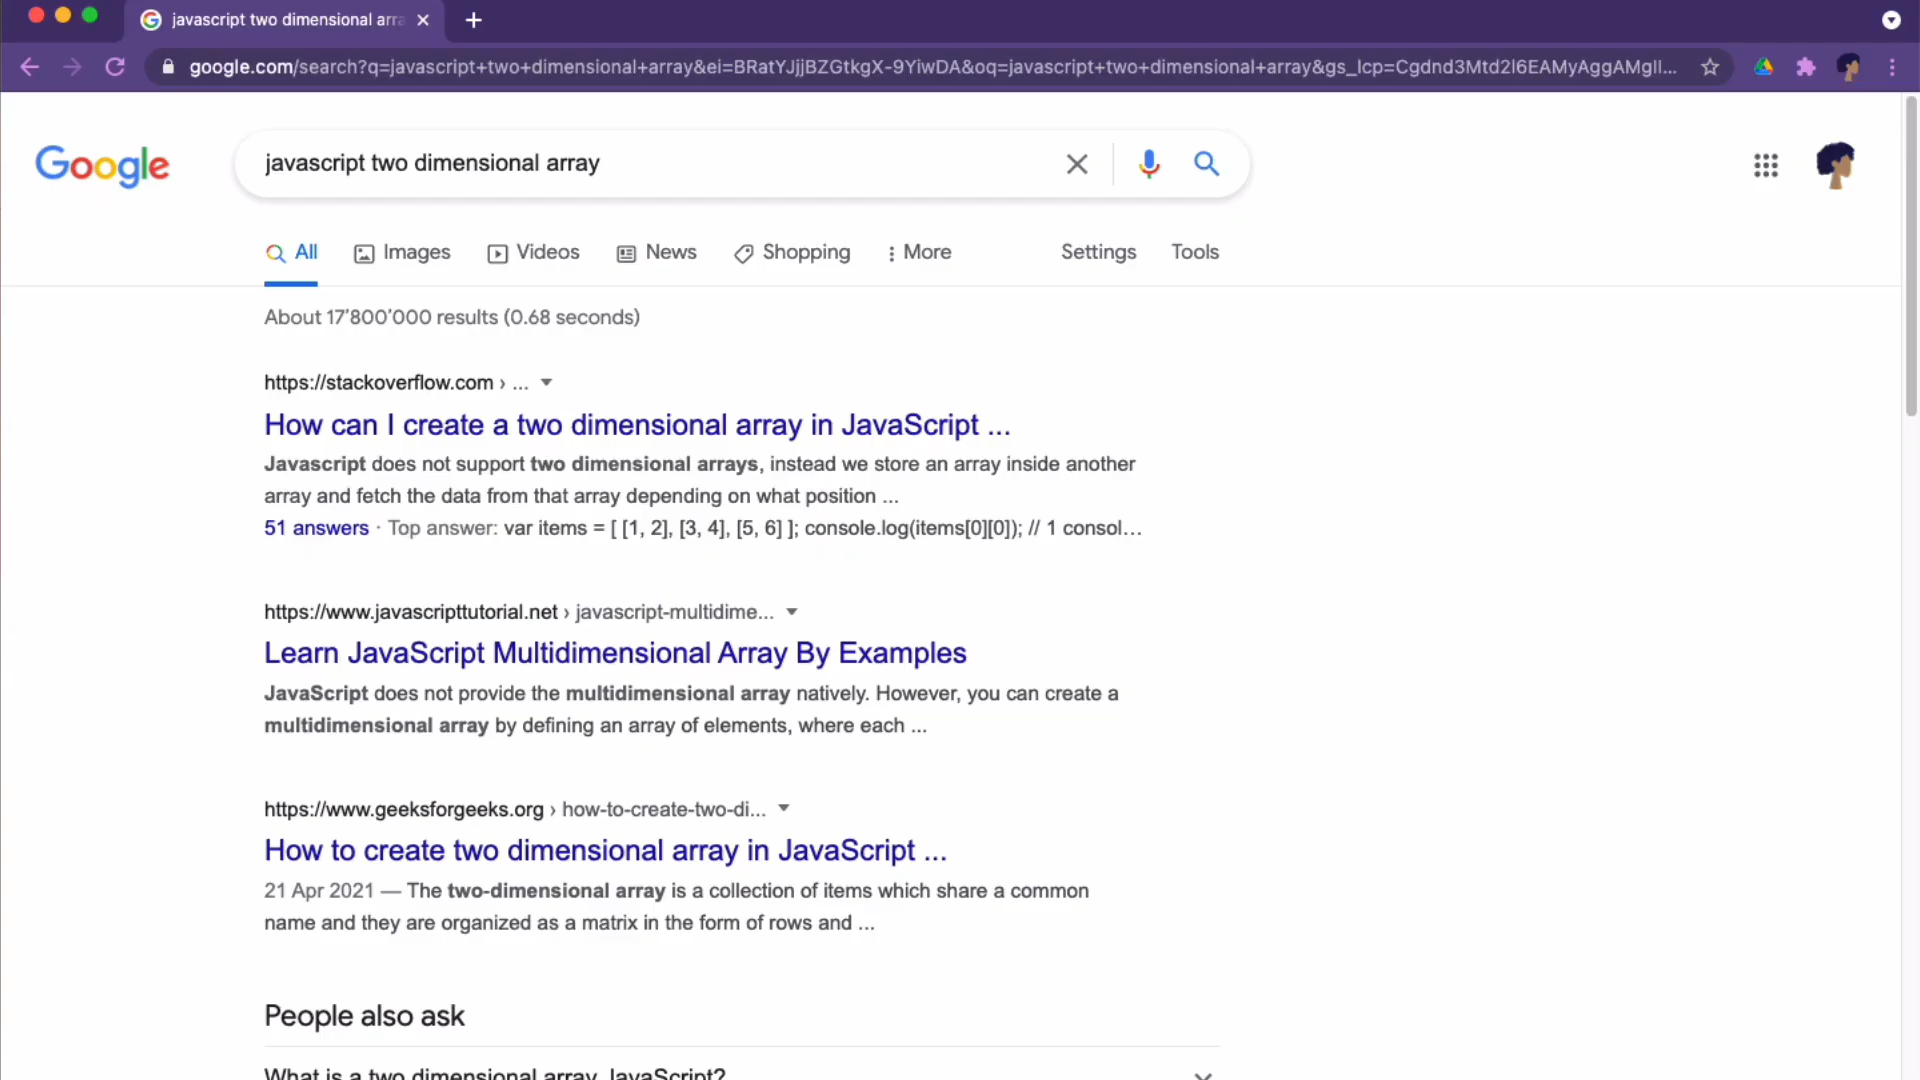 javascript two dimensional arra
google.com/search?q=javascript+two+dimensional+array&ei=BRatYJjjBZGtkgX-9YiwDA&oq=javascript+two+dimensional+array&gs_lcp=Cgdnd3Mtd2l6EAMyAggAMgII...
Google
javascript two dimensional array
All Images Videos News Shopping More Settings Tools
About 17’800’000 results (0.68 seconds)
https://stackoverflow.com › ...
How can I create a two dimensional array in JavaScript ...
Javascript does not support two dimensional arrays, instead we store an array inside another
array and fetch the data from that array depending on what position ...
51 answers · Top answer: var items = [ [1, 2], [3, 4], [5, 6] ]; console.log(items[0][0]); // 1 consol...
https://www.javascripttutorial.net › javascript-multidime...
Learn JavaScript Multidimensional Array By Examples
JavaScript does not provide the multidimensional array natively. However, you can create a
multidimensional array by defining an array of elements, where each ...
https://www.geeksforgeeks.org › how-to-create-two-di...
How to create two dimensional array in JavaScript ...
21 Apr 2021 — The two-dimensional array is a collection of items which share a common
name and they are organized as a matrix in the form of rows and ...
People also ask
What is a two dimensional array JavaScript?